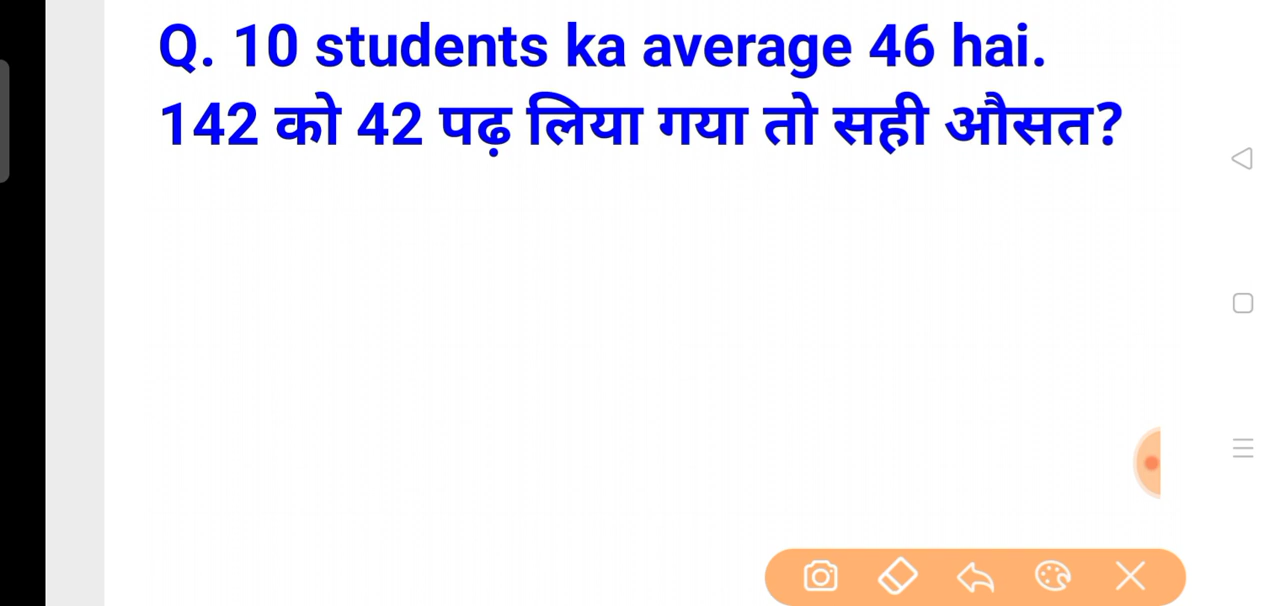 Q. 10 students ka average 46 hai.
142 को 42 पढ़ लिया गया तो सही औसत?